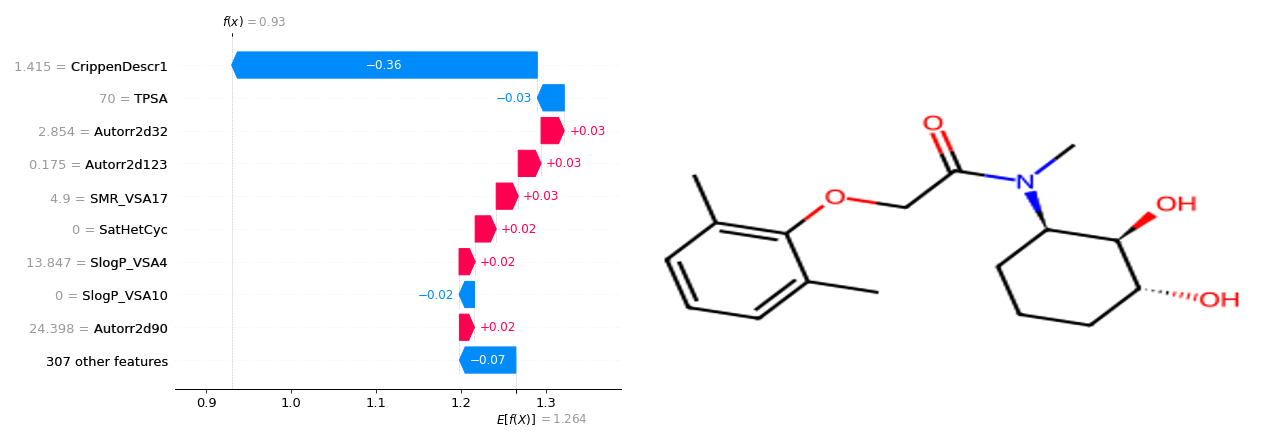 f(x) = 0.93
1.415 = CrippenDescr1
−0.36
70 = TPSA
−0.03
2.854 = Autorr2d32
+0.03
0.175 = Autorr2d123
+0.03
4.9 = SMR_VSA17
+0.03
0 = SatHetCyc
+0.02
13.847 = SlogP_VSA4
+0.02
0 = SlogP_VSA10
−0.02
24.398 = Autorr2d90
+0.02
307 other features
−0.07
0.9 1.0 1.1 1.2 1.3
E[f(X)] = 1.264
O
O
N
OH
OH